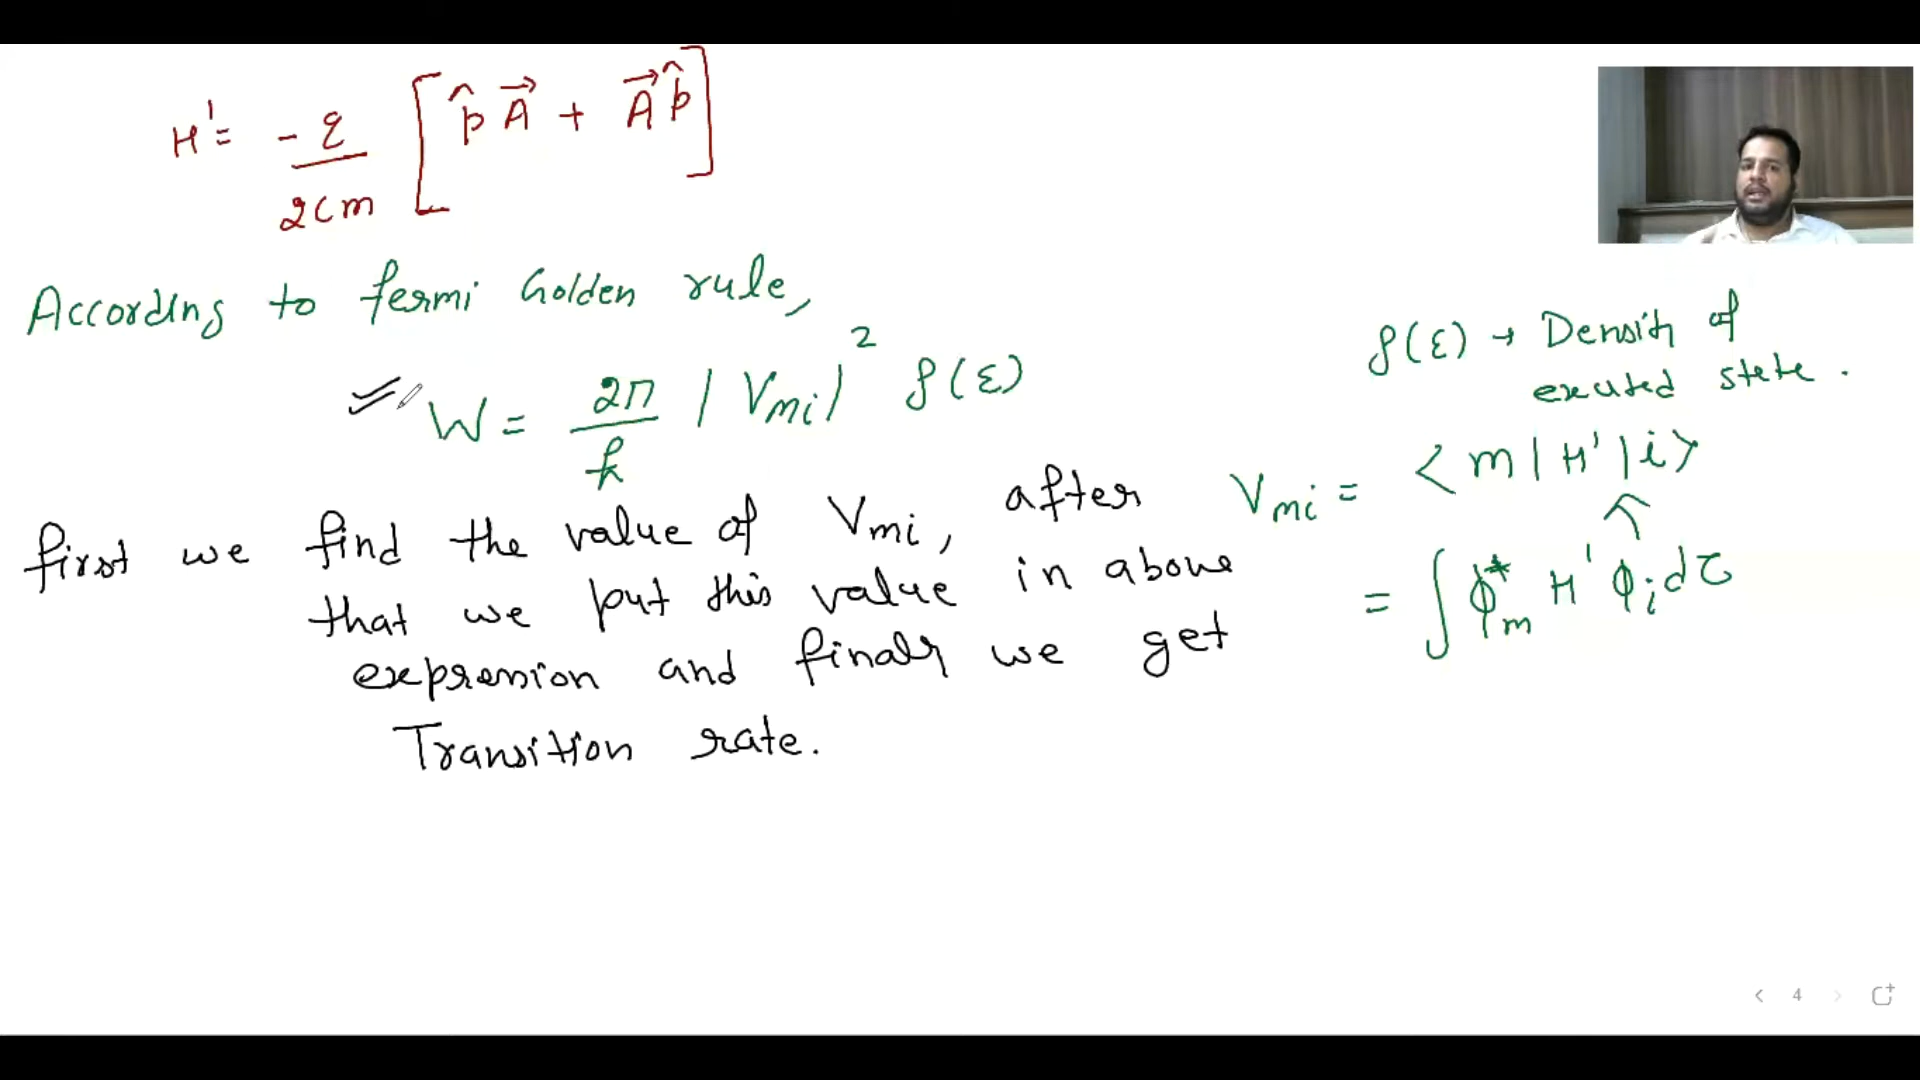 H' = -q/2cm [p̂ A⃗ + A⃗ p̂]
According to fermi Golden rule,
W = 2π/ħ |Vmi|² ρ(ε)
first we find the value of Vmi, after
that we put this value in above
expression and finally we get
Transition rate.
ρ(ε) → Density of
excited state.
Vmi = <m|H'|i>
= ∫ϕ*m H' ϕi dτ
< 4 >